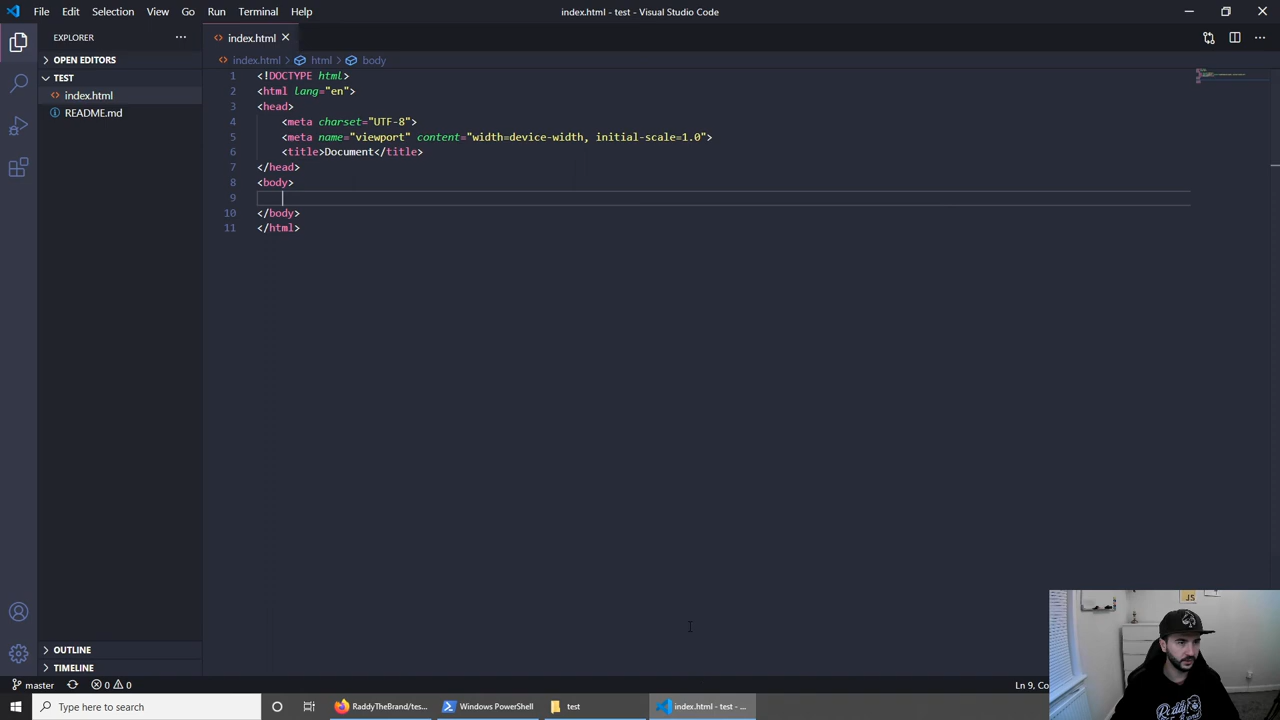 File Edit Selection View Go Run Terminal Help
index.html - test - Visual Studio Code
EXPLORER
index.html
OPEN EDITORS
index.html > html > body
TEST
index.html
README.md
1 <!DOCTYPE html>
2 <html lang="en">
3 <head>
4 <meta charset="UTF-8">
5 <meta name="viewport" content="width=device-width, initial-scale=1.0">
6 <title>Document</title>
7 </head>
8 <body>
9
10 </body>
11 </html>
OUTLINE
TIMELINE
master 0 0
Ln 9, Co
JS
Type here to search
RaddyTheBrand/tes...
Windows PowerShell
test
index.html - test - ...